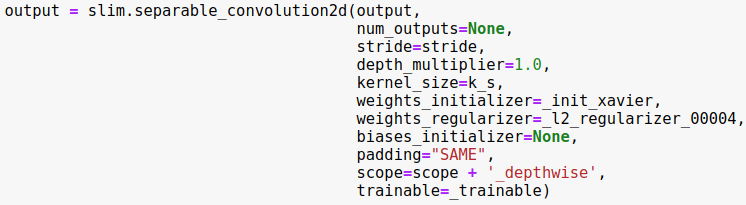 output = slim.separable_convolution2d(output,
num_outputs=None,
stride=stride,
depth_multiplier=1.0,
kernel_size=k_s,
weights_initializer=_init_xavier,
weights_regularizer=_l2_regularizer_00004,
biases_initializer=None,
padding="SAME",
scope=scope + '_depthwise',
trainable=_trainable)